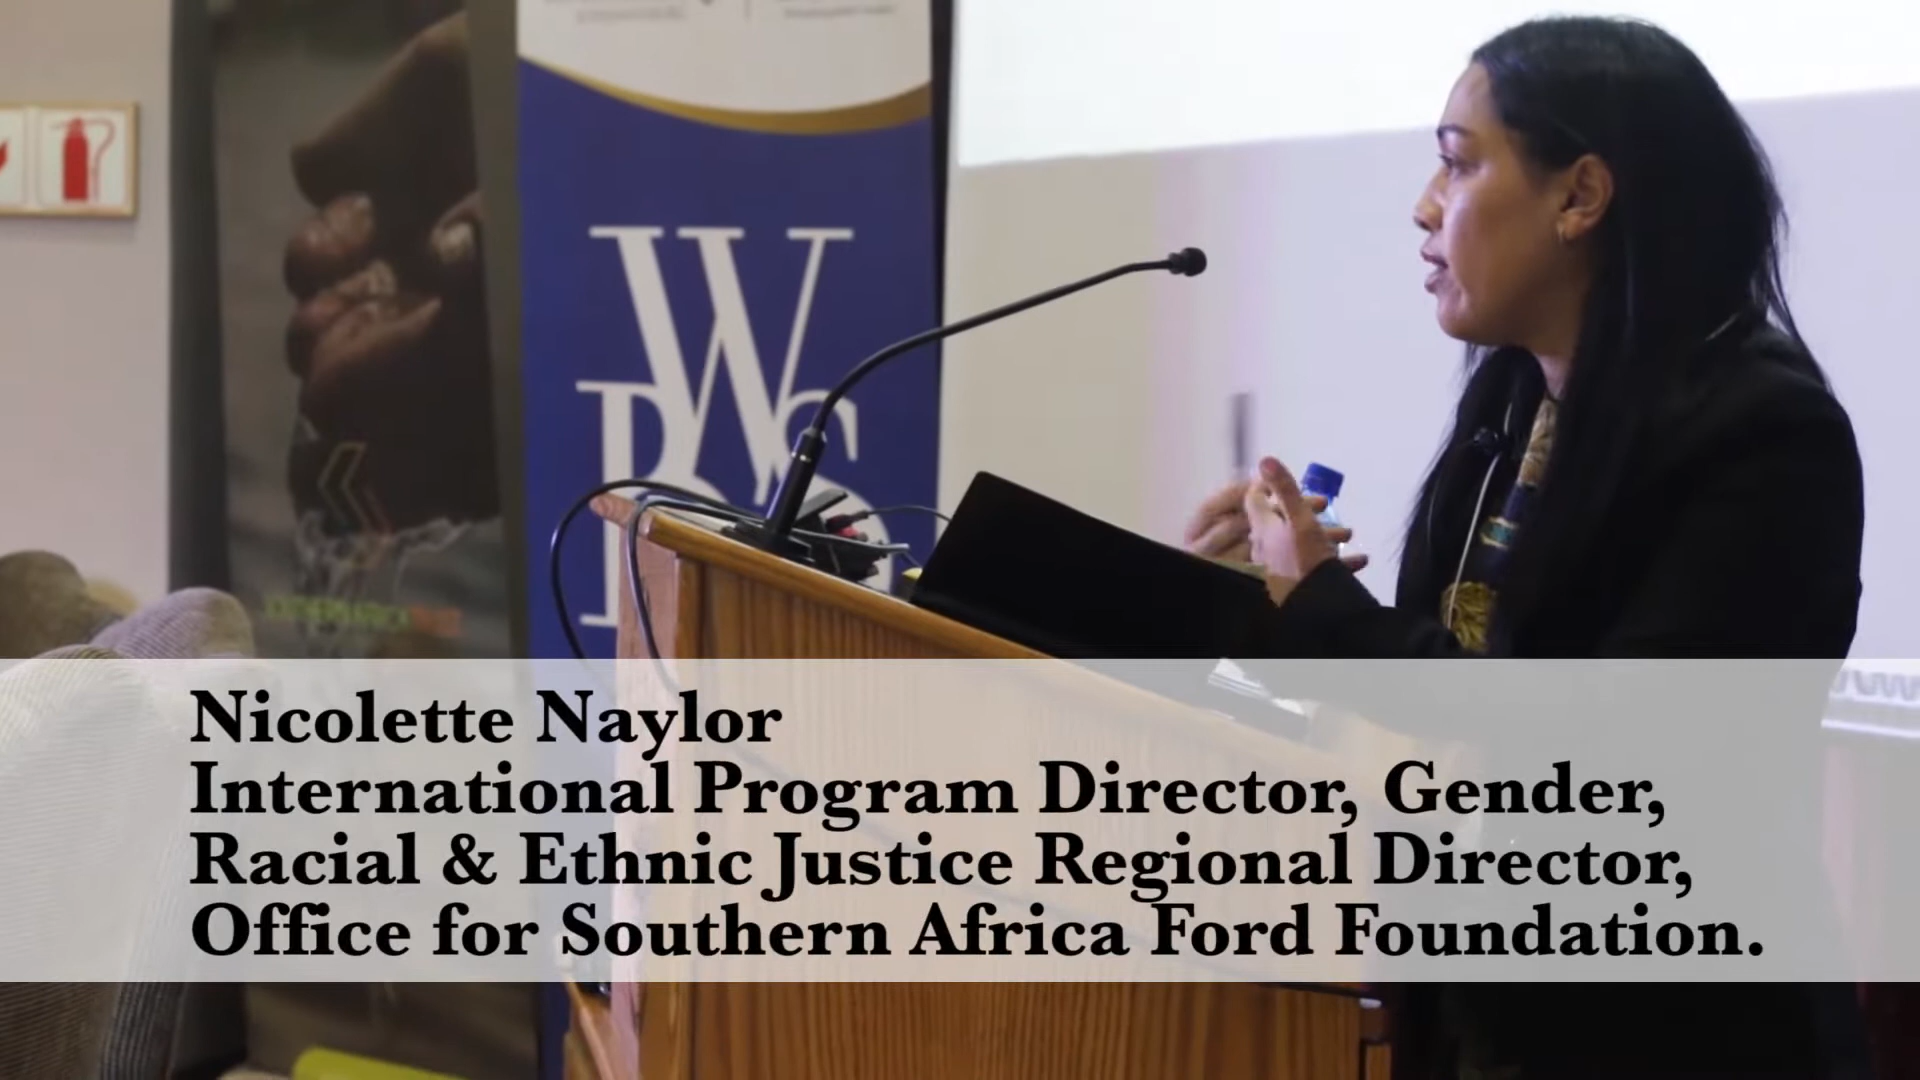 Nicolette Naylor
International Program Director, Gender,
Racial & Ethnic Justice Regional Director,
Office for Southern Africa Ford Foundation.